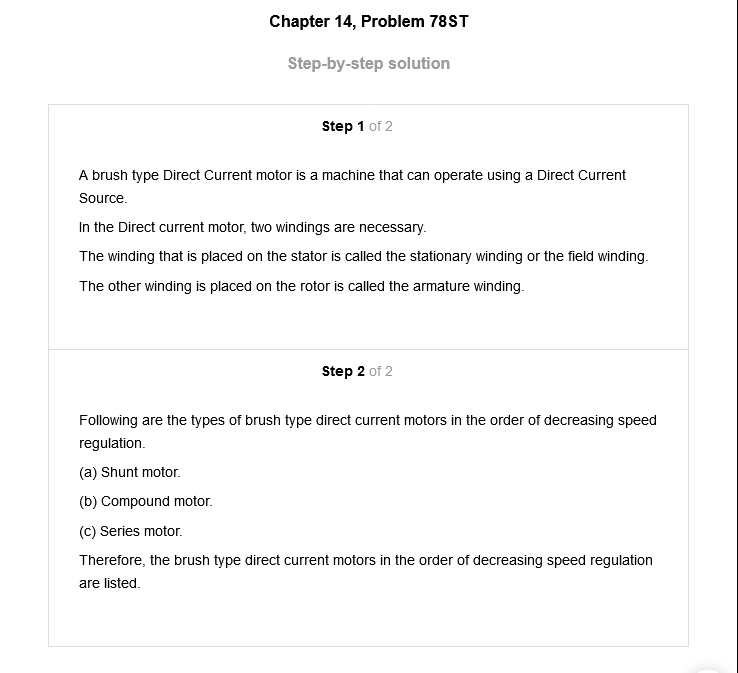 Chapter 14, Problem 78ST
Step-by-step solution
Step 1 of 2
A brush type Direct Current motor is a machine that can operate using a Direct Current
Source.
In the Direct current motor, two windings are necessary.
The winding that is placed on the stator is called the stationary winding or the field winding.
The other winding is placed on the rotor is called the armature winding.
Step 2 of 2
Following are the types of brush type direct current motors in the order of decreasing speed
regulation.
(a) Shunt motor.
(b) Compound motor.
(c) Series motor.
Therefore, the brush type direct current motors in the order of decreasing speed regulation
are listed.